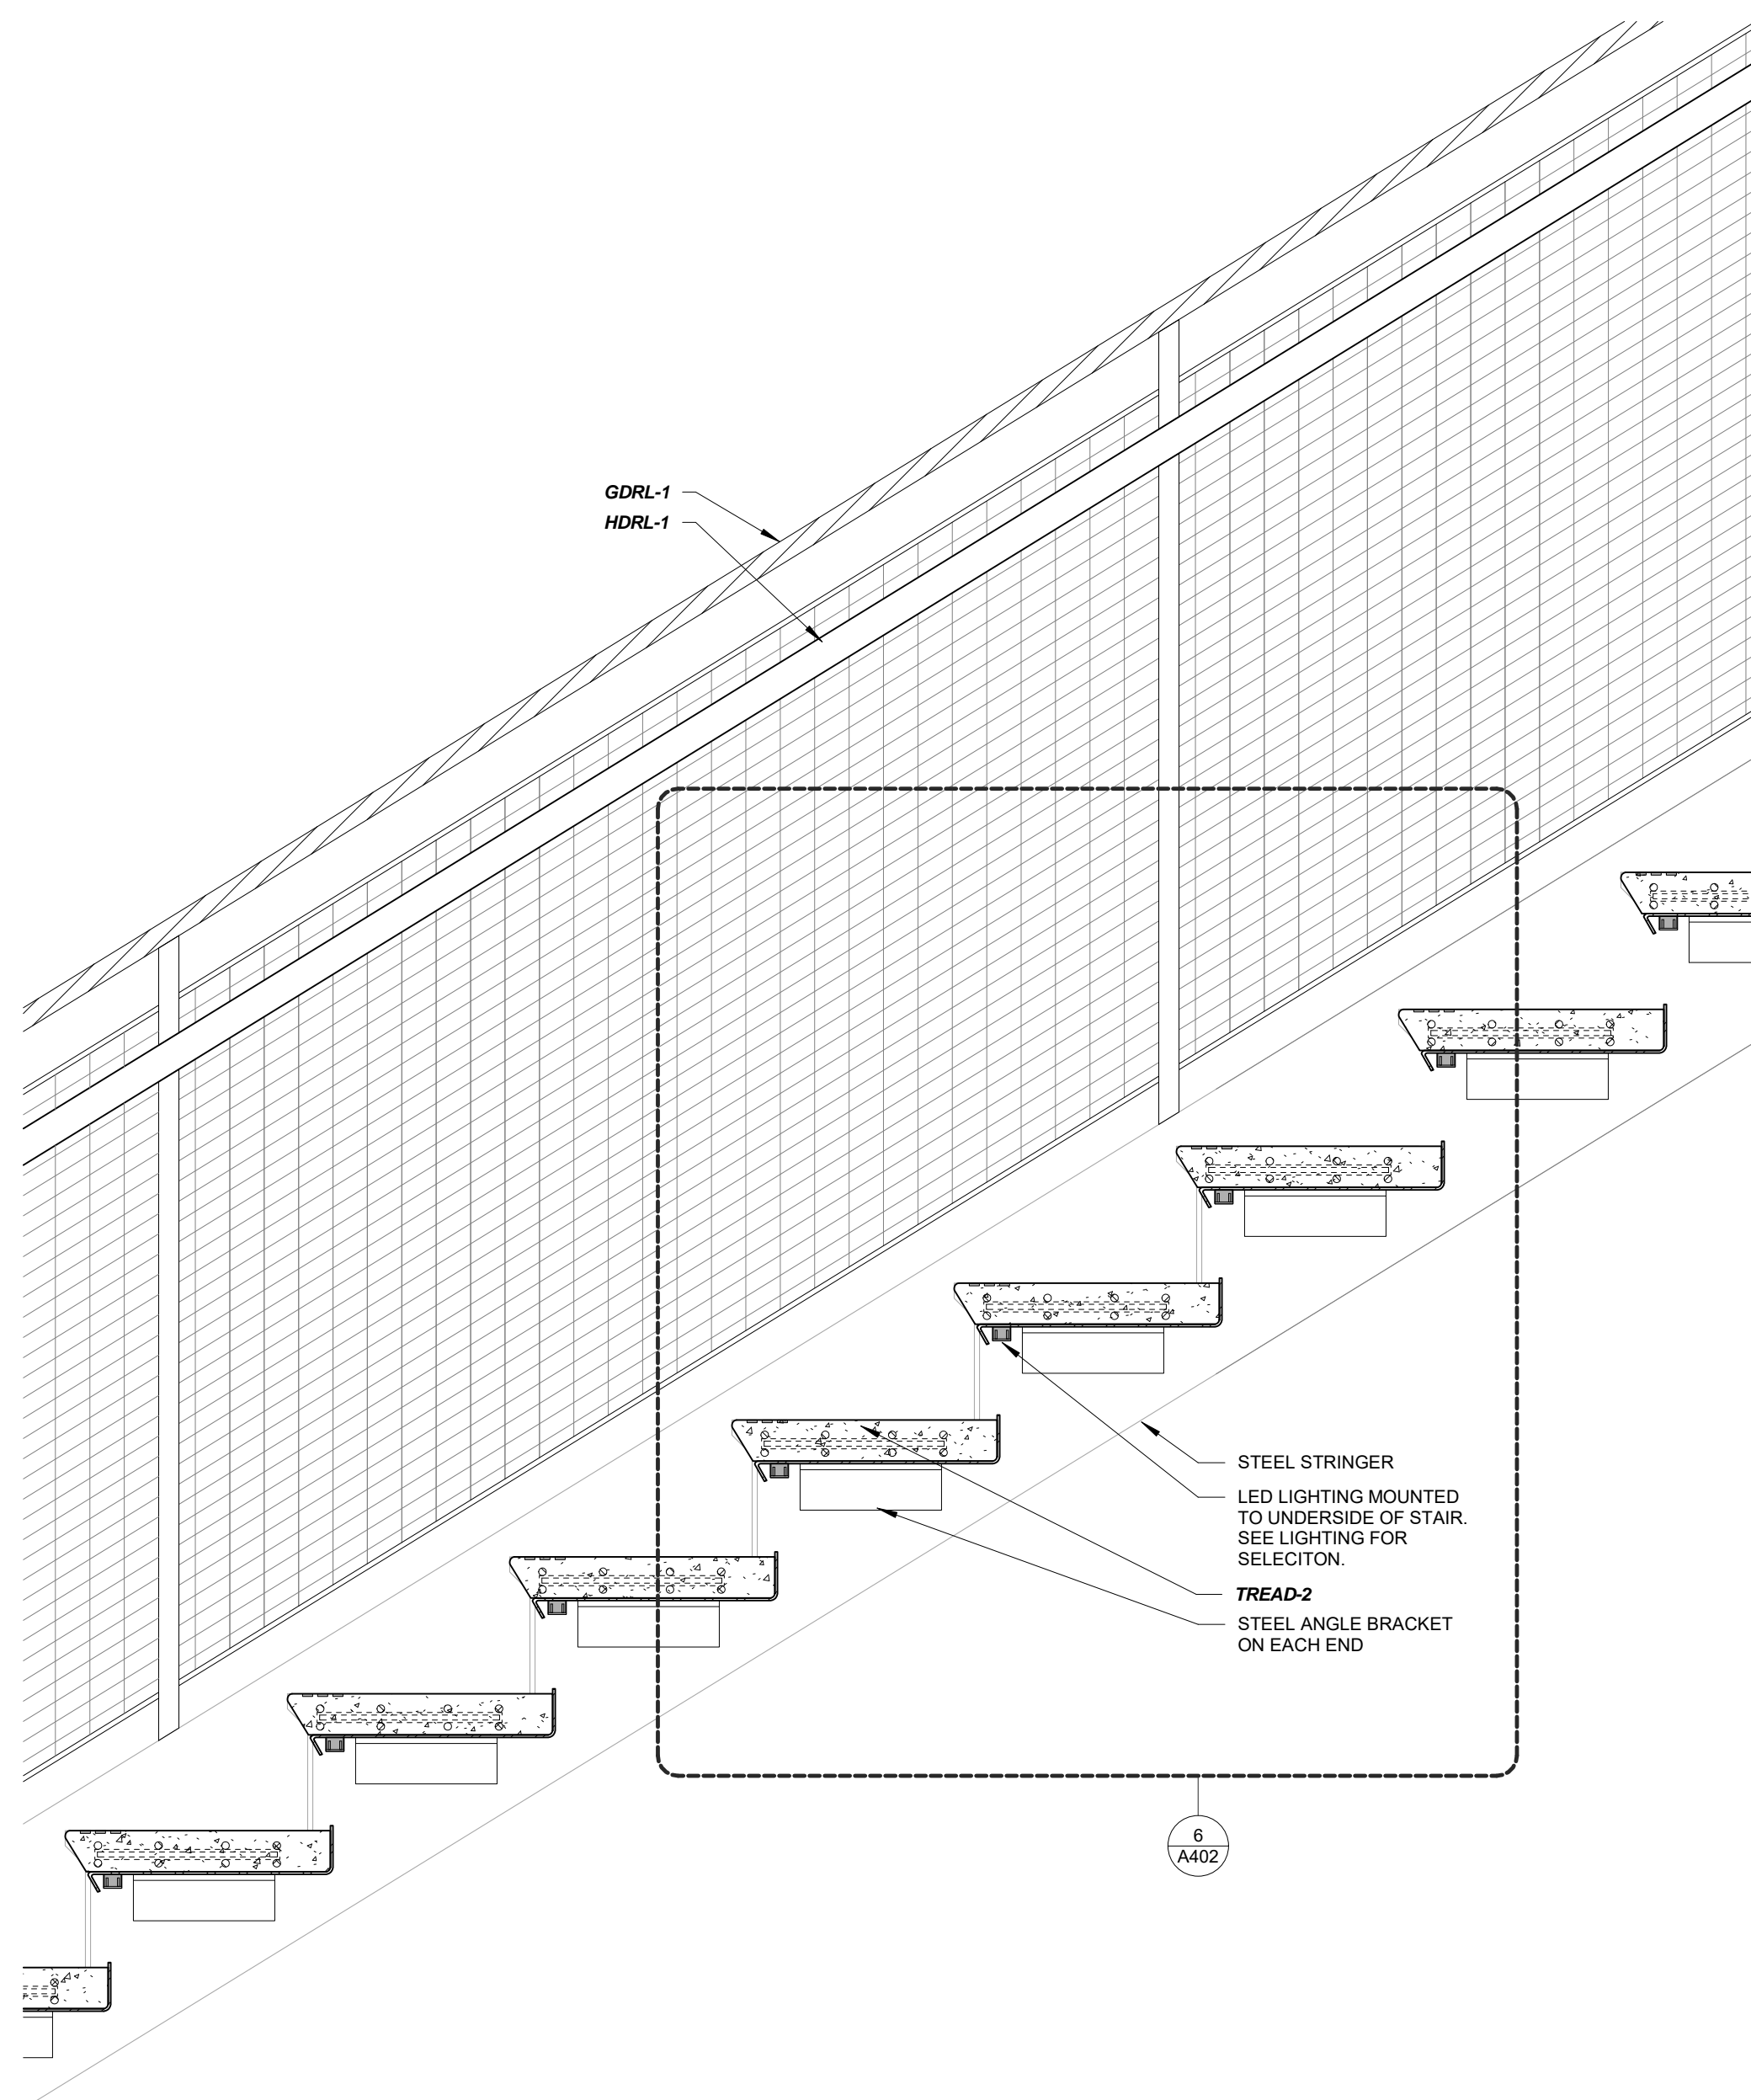 GDRL-1
HDRL-1
STEEL STRINGER
LED LIGHTING MOUNTED
TO UNDERSIDE OF STAIR.
SEE LIGHTING FOR
SELECITON.
TREAD-2
STEEL ANGLE BRACKET
ON EACH END
6
A402